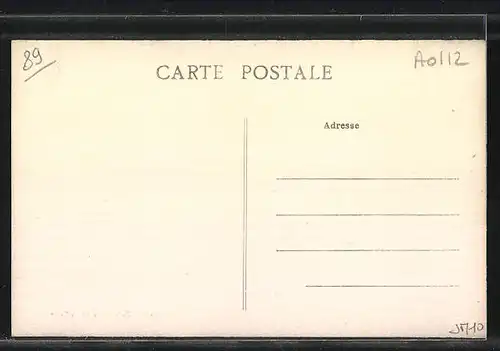 89
CARTE POSTALE
A0112
Adresse